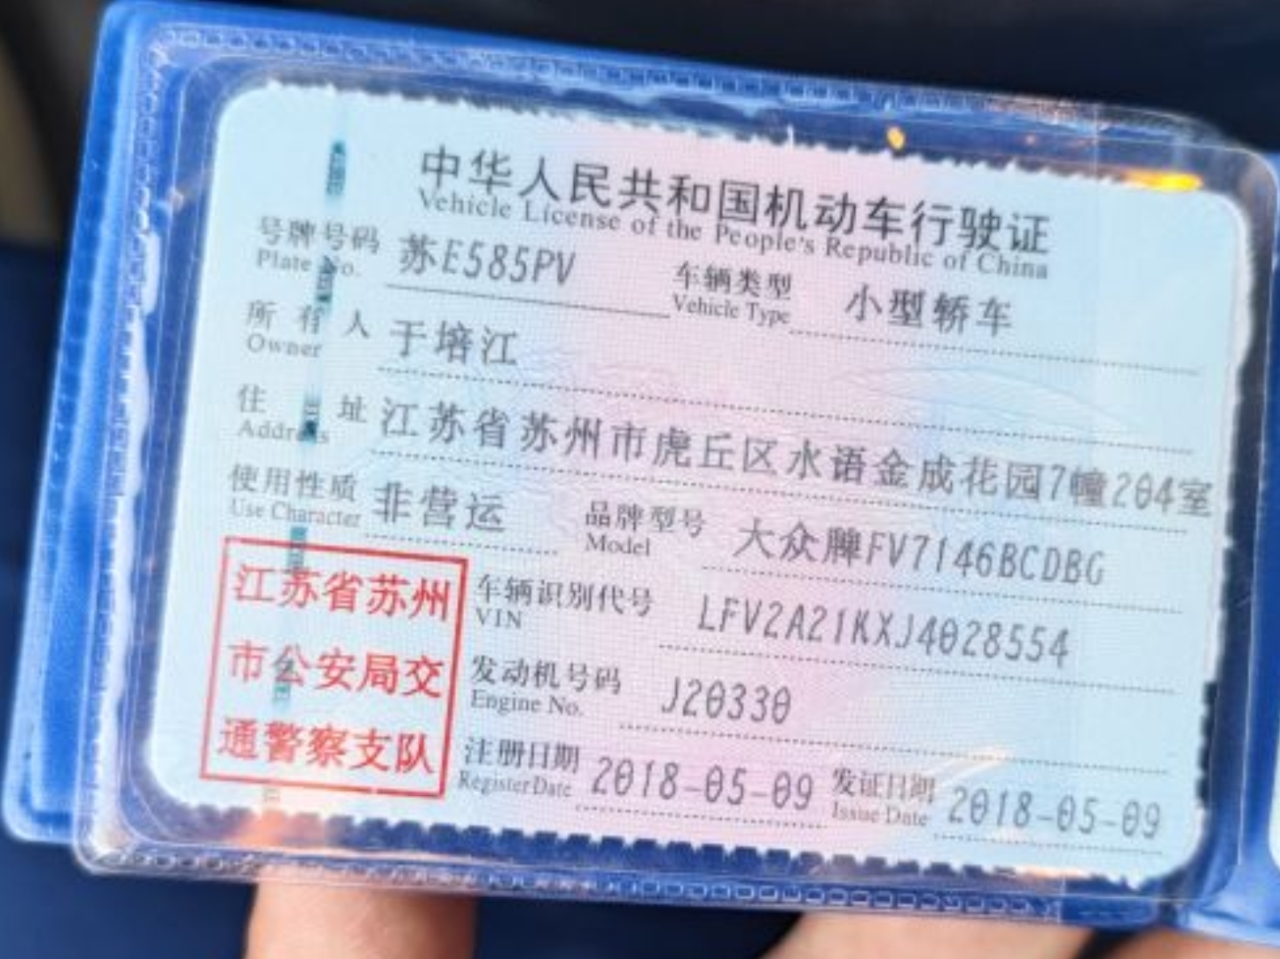 中华人民共和国机动车行驶证
Vehicle License of the People's Republic of China
号牌号码 苏E585PV 车辆类型 小型轿车
Plate No. Vehicle Type
所有人 于培江
Owner
住址 江苏省苏州市虎丘区水语金成花园7幢204室
Address
使用性质 非营运 品牌型号 大众牌FV7146BCDBG
Use Character Model
江苏省苏州
市公安局交
通警察支队
车辆识别代号 LFV2A21KXJ4028554
VIN
发动机号码 J20330
Engine No.
注册日期 2018-05-09 发证日期 2018-05-09
Register Date Issue Date